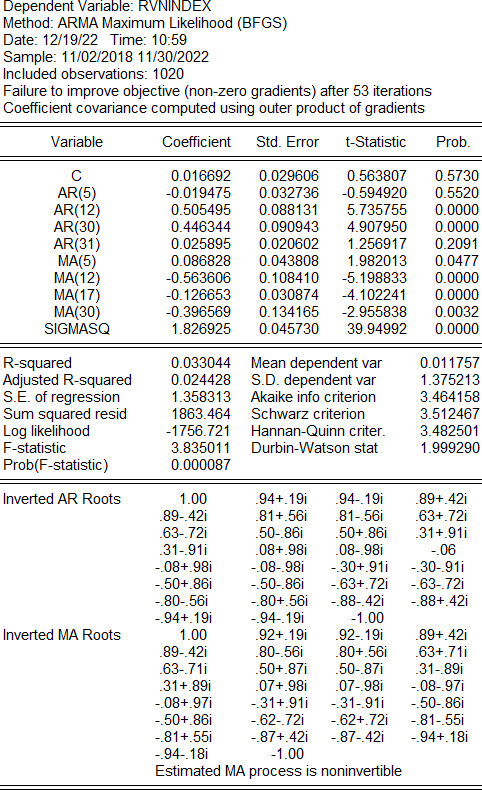 Dependent Variable: RVNINDEX
Method: ARMA Maximum Likelihood (BFGS)
Date: 12/19/22 Time: 10:59
Sample: 11/02/2018 11/30/2022
Included observations: 1020
Failure to improve objective (non-zero gradients) after 53 iterations
Coefficient covariance computed using outer product of gradients
Variable Coefficient Std. Error t-Statistic Prob.
C 0.016692 0.029606 0.563807 0.5730
AR(5) -0.019475 0.032736 -0.594920 0.5520
AR(12) 0.505495 0.088131 5.735755 0.0000
AR(30) 0.446344 0.090943 4.907950 0.0000
AR(31) 0.025895 0.020602 1.256917 0.2091
MA(5) 0.086828 0.043808 1.982013 0.0477
MA(12) -0.563606 0.108410 -5.198833 0.0000
MA(17) -0.126653 0.030874 -4.102241 0.0000
MA(30) -0.396569 0.134165 -2.955838 0.0032
SIGMASQ 1.826925 0.045730 39.94992 0.0000
R-squared 0.033044 Mean dependent var 0.011757
Adjusted R-squared 0.024428 S.D. dependent var 1.375213
S.E. of regression 1.358313 Akaike info criterion 3.464158
Sum squared resid 1863.464 Schwarz criterion 3.512467
Log likelihood -1756.721 Hannan-Quinn criter. 3.482501
F-statistic 3.835011 Durbin-Watson stat 1.999290
Prob(F-statistic) 0.000087
Inverted AR Roots 1.00 .94+.19i .94-.19i .89+.42i
.89-.42i .81+.56i .81-.56i .63+.72i
.63-.72i .50-.86i .50+.86i .31+.91i
.31-.91i .08+.98i .08-.98i -.06
-.08+.98i -.08-.98i -.30+.91i -.30-.91i
-.50+.86i -.50-.86i -.63+.72i -.63-.72i
-.80-.56i -.80+.56i -.88-.42i -.88+.42i
-.94+.19i -.94-.19i -1.00
Inverted MA Roots 1.00 .92+.19i .92-.19i .89+.42i
.89-.42i .80-.56i .80+.56i .63+.71i
.63-.71i .50+.87i .50-.87i .31-.89i
.31+.89i .07+.98i .07-.98i -.08-.97i
-.08+.97i -.31+.91i -.31-.91i -.50-.86i
-.50+.86i -.62-.72i -.62+.72i -.81-.55i
-.81+.55i -.87+.42i -.87-.42i -.94+.18i
-.94-.18i -1.00
Estimated MA process is noninvertible